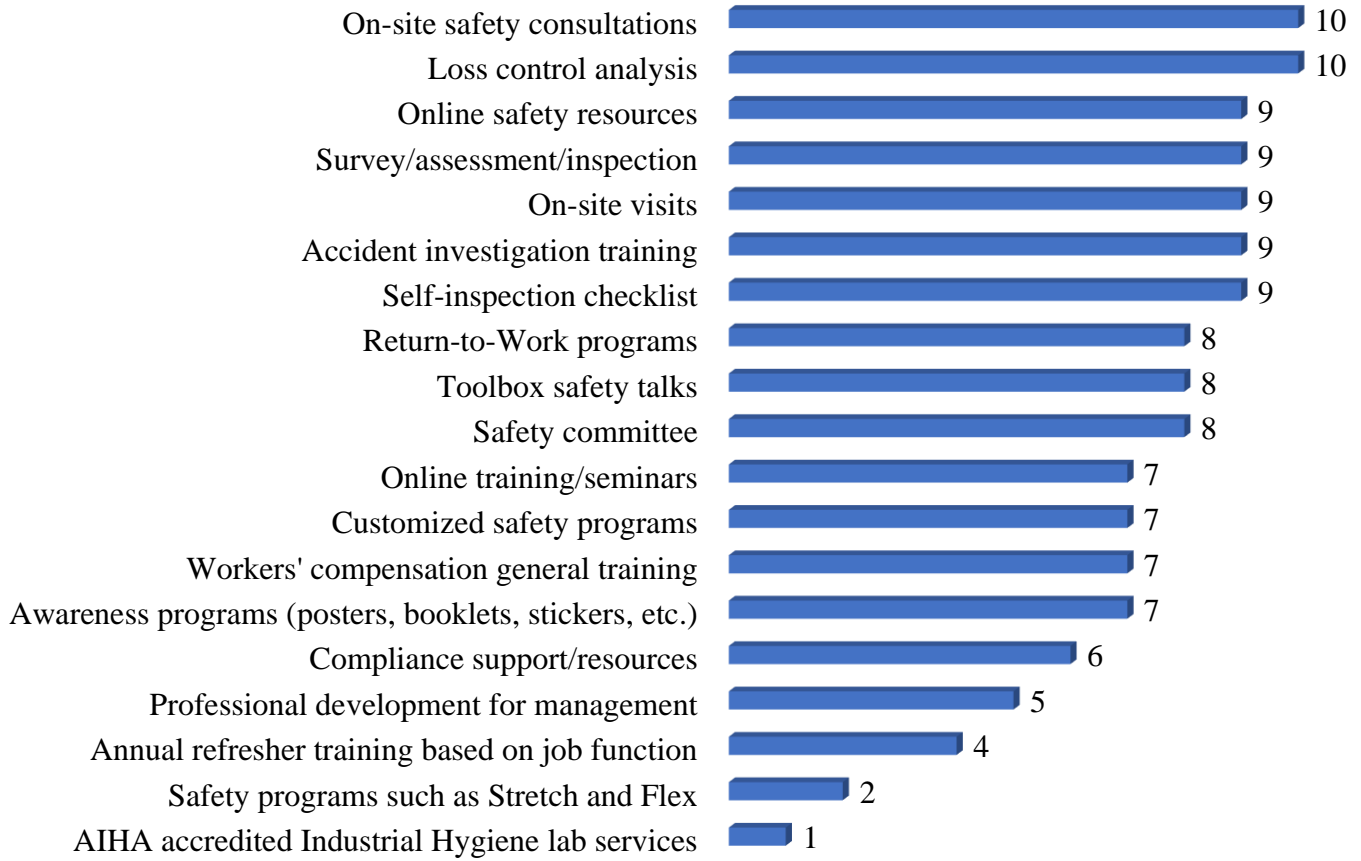 On-site safety consultations 10
Loss control analysis 10
Online safety resources 9
Survey/assessment/inspection 9
On-site visits 9
Accident investigation training 9
Self-inspection checklist 9
Return-to-Work programs 8
Toolbox safety talks 8
Safety committee 8
Online training/seminars 7
Customized safety programs 7
Workers' compensation general training 7
Awareness programs (posters, booklets, stickers, etc.) 7
Compliance support/resources 6
Professional development for management 5
Annual refresher training based on job function 4
Safety programs such as Stretch and Flex 2
AIHA accredited Industrial Hygiene lab services 1